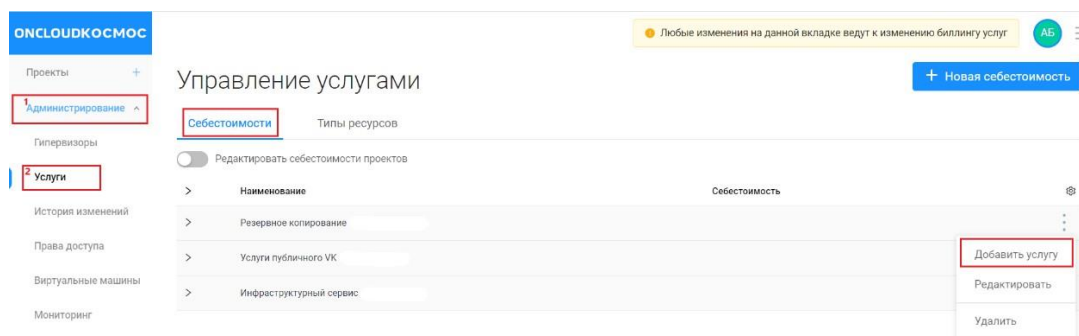 ONCLOUDКОСМОС
Любые изменения на данной вкладке ведут к изменению биллингу услуг
АБ
Проекты +
Управление услугами
+ Новая себестоимость
1 Администрирование
Себестоимости Типы ресурсов
Гипервизоры
Редактировать себестоимости проектов
2 Услуги
Наименование Себестоимость
История изменений
Резервное копирование
Права доступа
Услуги публичного VK
Добавить услугу
Виртуальные машины
Редактировать
Инфраструктурный сервис
Мониторинг
Удалить